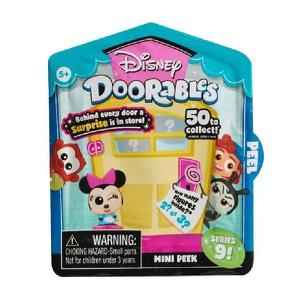 5+
Disney
DOORABLES
Behind every door a
Surprise is in store!
50
to collect!
PEEL
How many
figures
inside?
2? or 3?
SERIES
9!
WARNING:
CHOKING HAZARD-Small parts.
Not for children under 3 years.
MINI PEEK